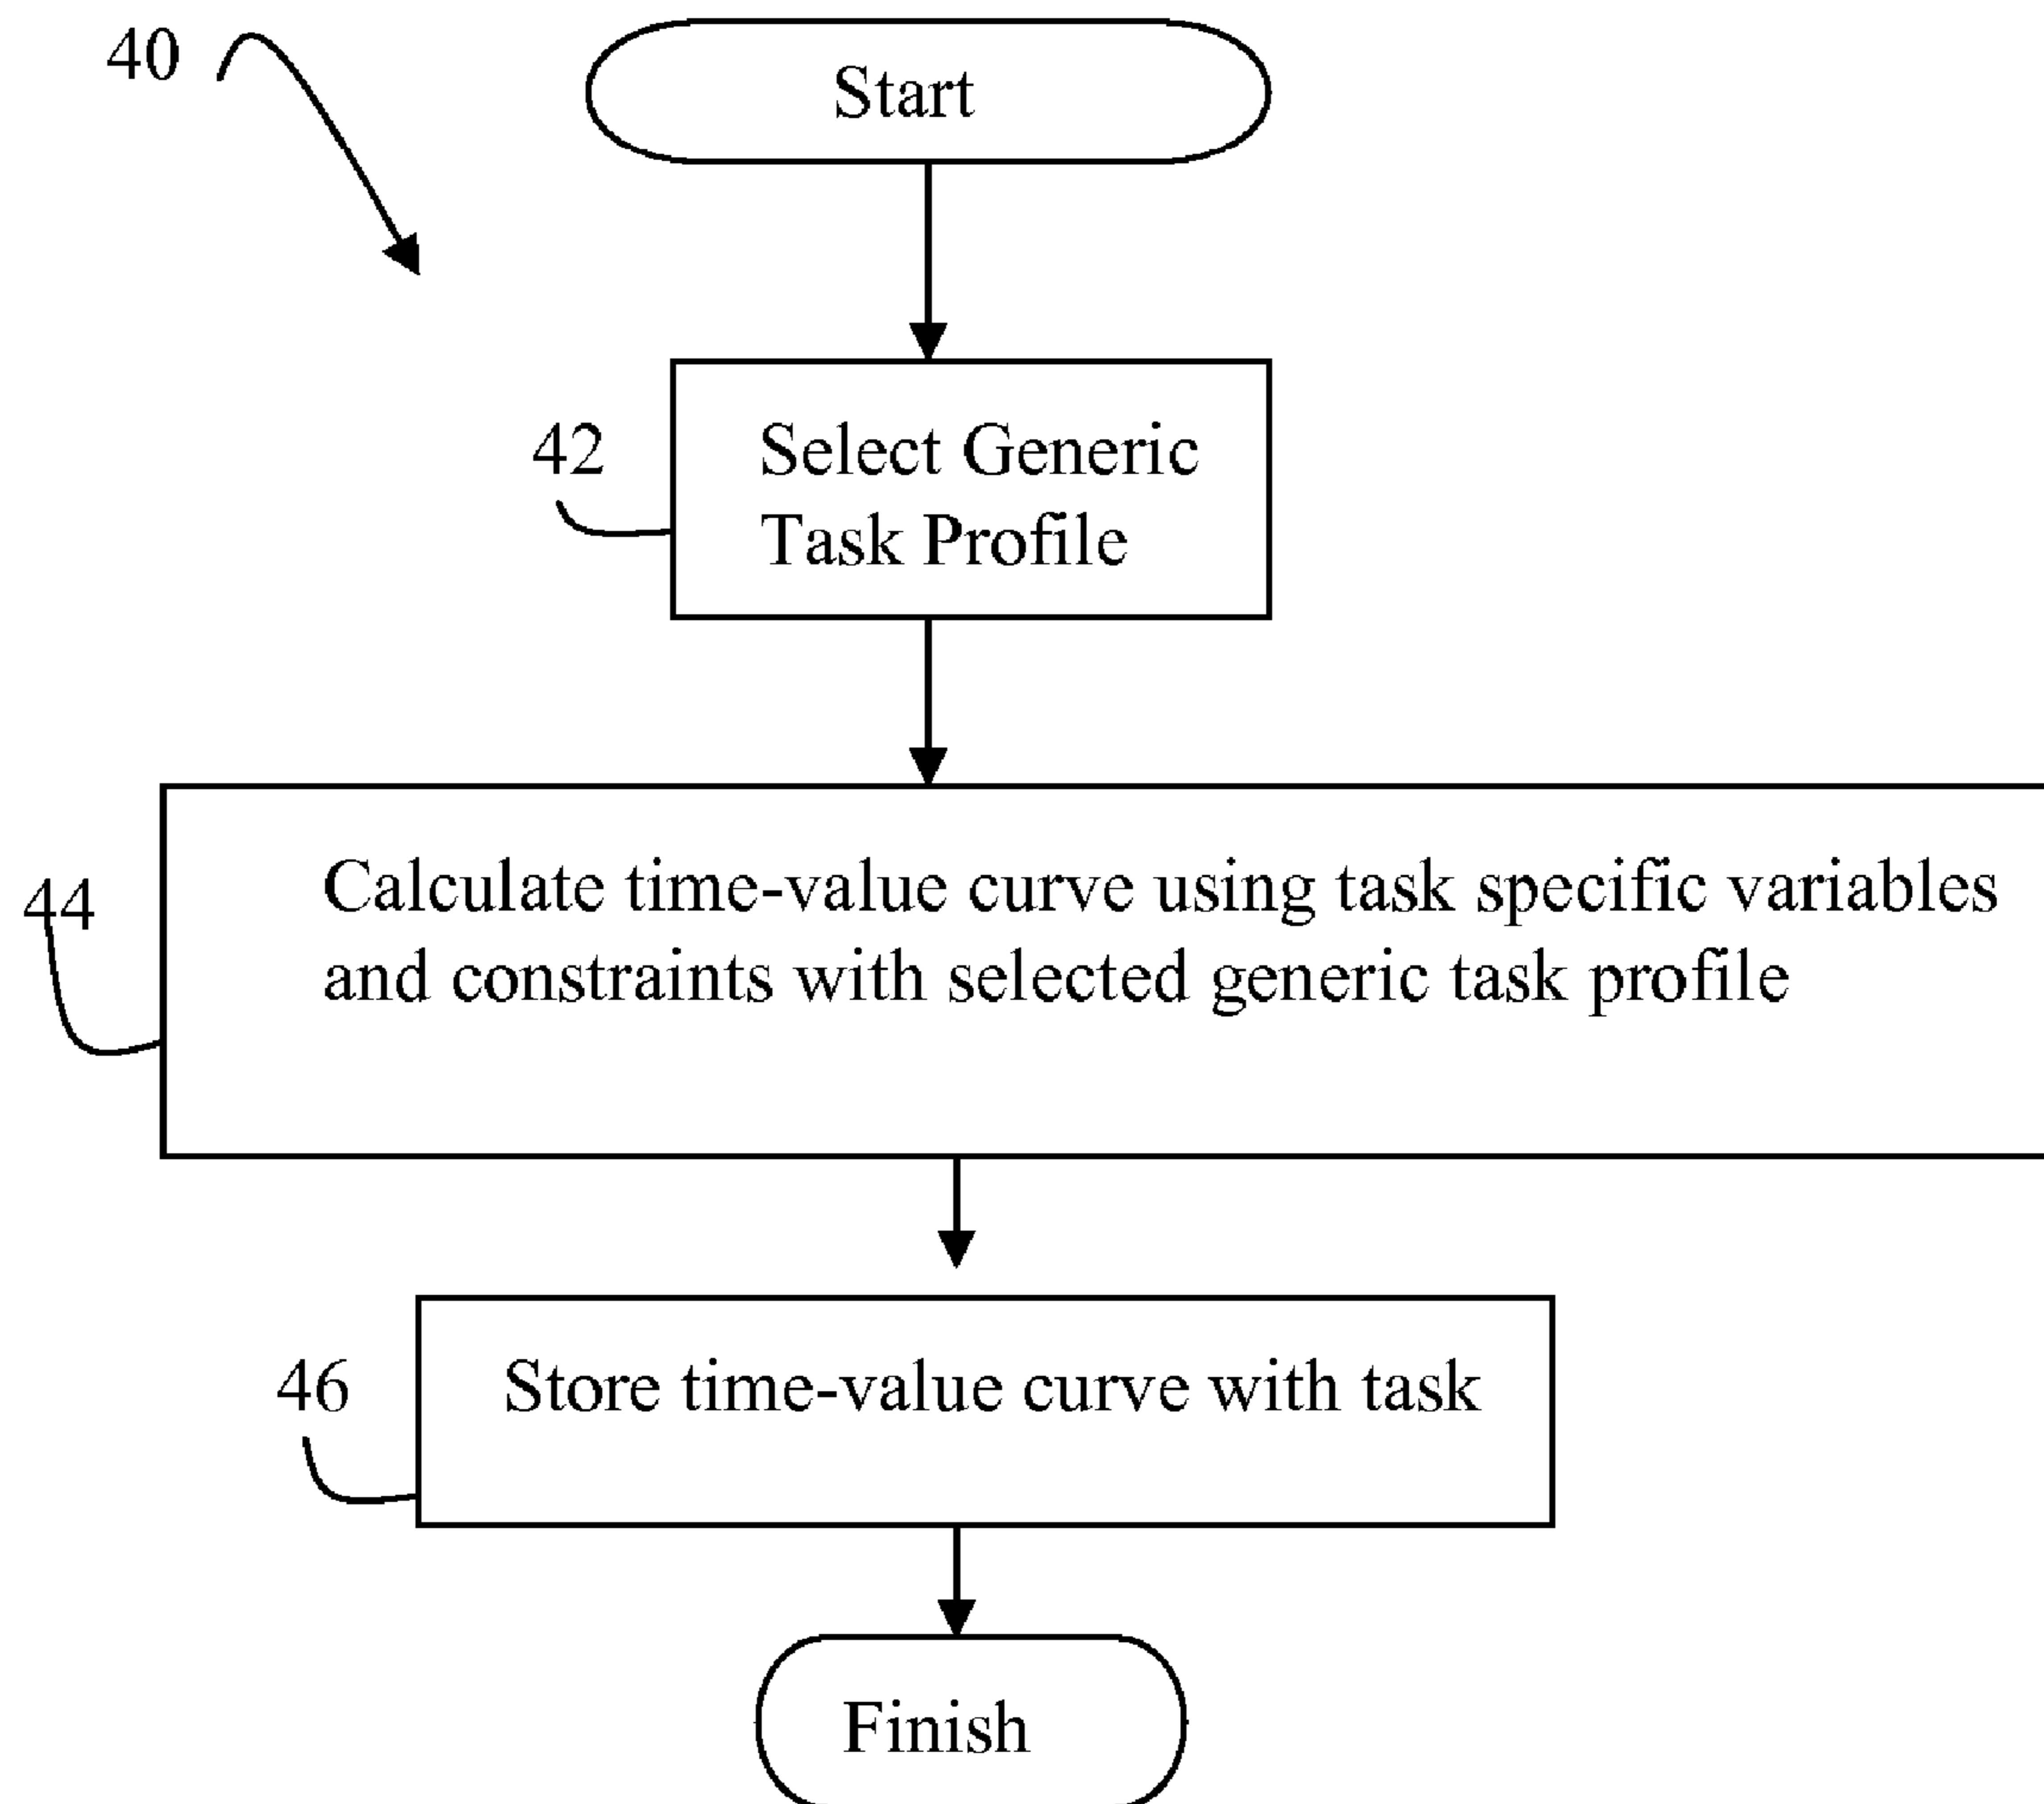 40
Start
42
Select Generic
Task Profile
44
Calculate time-value curve using task specific variables
and constraints with selected generic task profile
46
Store time-value curve with task
Finish